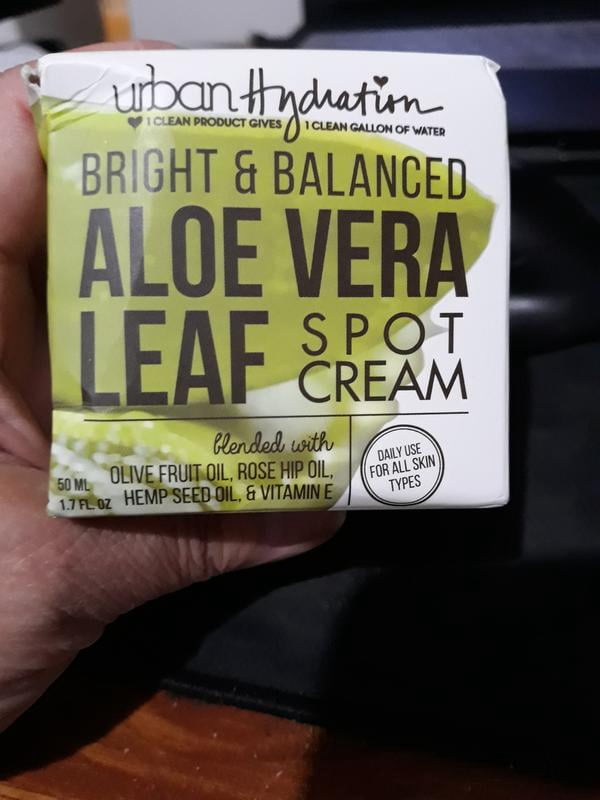 urban Hydration
1 CLEAN PRODUCT GIVES 1 CLEAN GALLON OF WATER
BRIGHT & BALANCED
ALOE VERA
LEAF SPOT
CREAM
blended with
OLIVE FRUIT OIL, ROSE HIP OIL,
HEMP SEED OIL, & VITAMIN E
50 ML
1.7 FL. OZ
DAILY USE
FOR ALL SKIN
TYPES